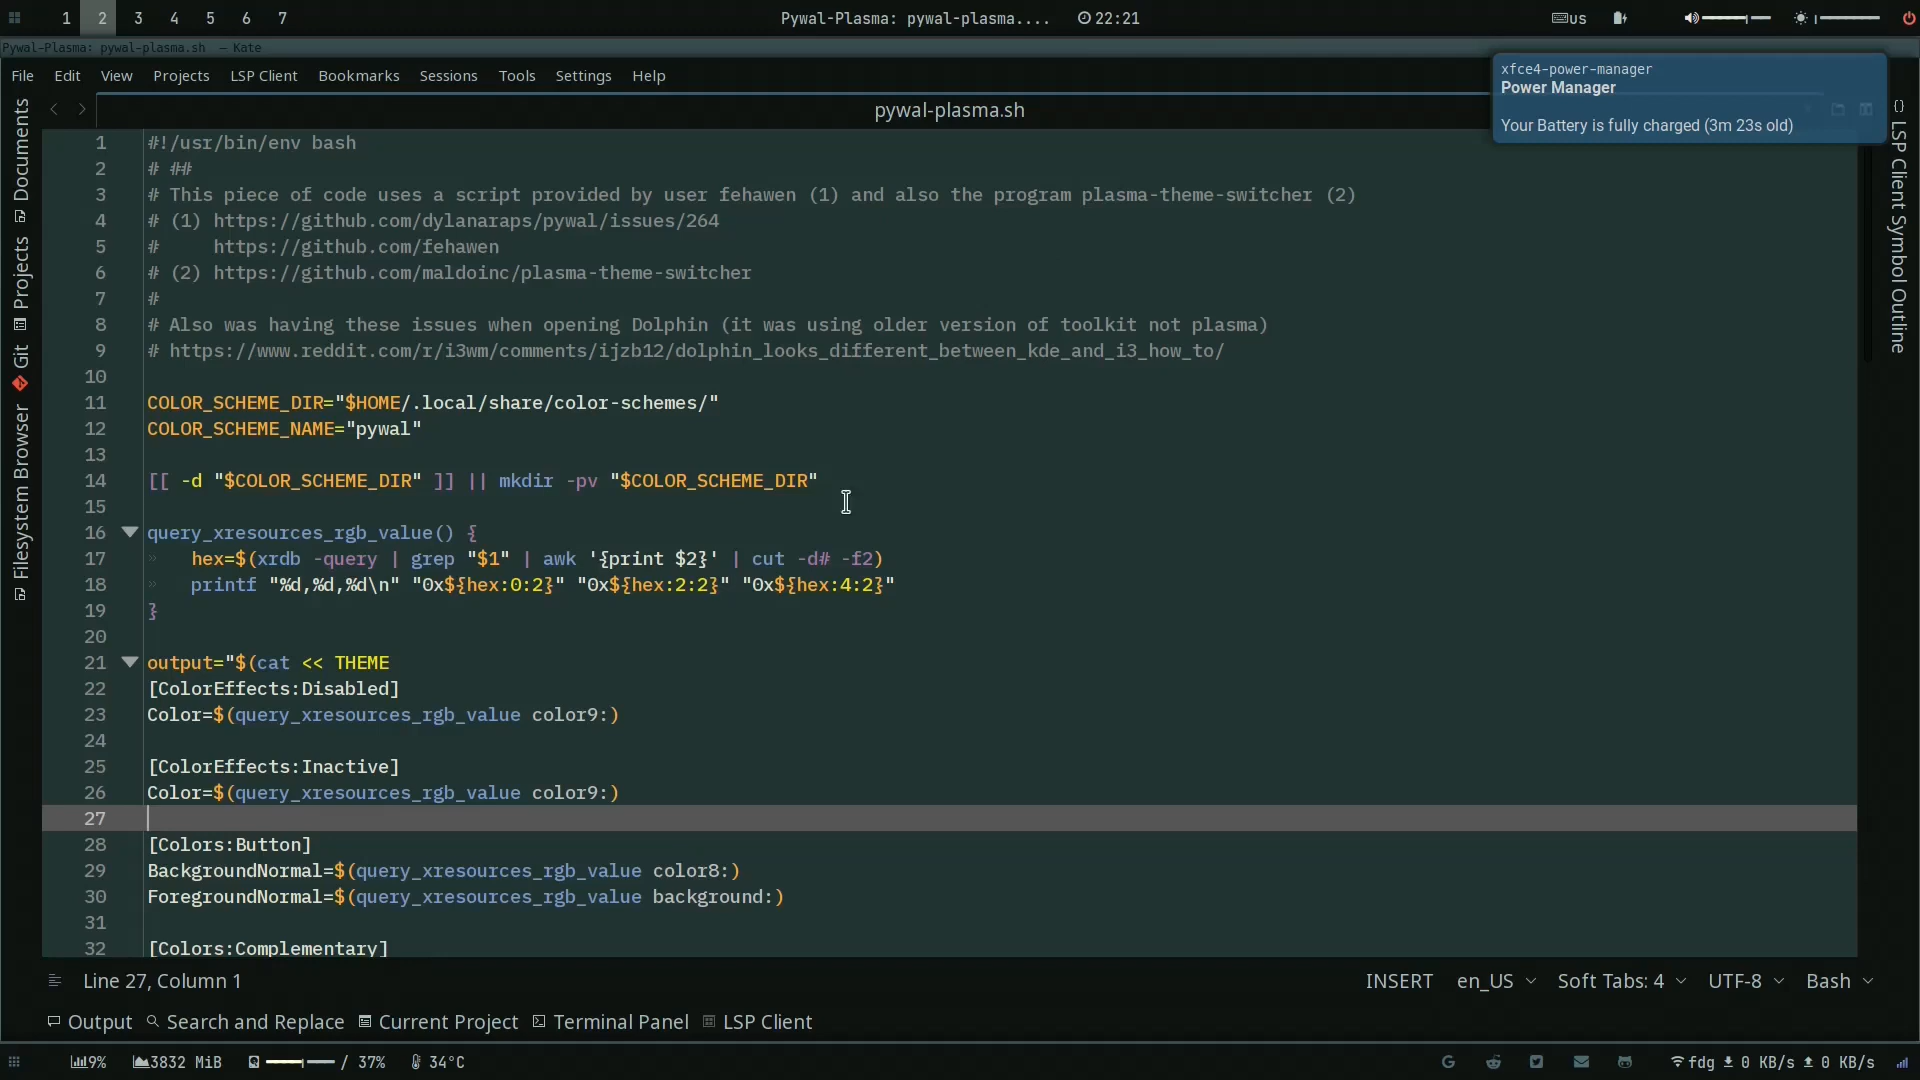 1 2 3 4 5 6 7
Pywal-Plasma: pywal-plasma....
22:21
us
Pywal-Plasma: pywal-plasma.sh — Kate
File Edit View Projects LSP Client Bookmarks Sessions Tools Settings Help
xfce4-power-manager
Power Manager
Your Battery is fully charged (3m 23s old)
pywal-plasma.sh
Documents
Projects
Git
Filesystem Browser
{} LSP Client Symbol Outline
1 #!/usr/bin/env bash
2 # ##
3 # This piece of code uses a script provided by user fehawen (1) and also the program plasma-theme-switcher (2)
4 # (1) https://github.com/dylanaraps/pywal/issues/264
5 #     https://github.com/fehawen
6 # (2) https://github.com/maldoinc/plasma-theme-switcher
7 #
8 # Also was having these issues when opening Dolphin (it was using older version of toolkit not plasma)
9 # https://www.reddit.com/r/i3wm/comments/ijzb12/dolphin_looks_different_between_kde_and_i3_how_to/
10
11 COLOR_SCHEME_DIR="$HOME/.local/share/color-schemes/"
12 COLOR_SCHEME_NAME="pywal"
13
14 [[ -d "$COLOR_SCHEME_DIR" ]] || mkdir -pv "$COLOR_SCHEME_DIR"
15
16 query_xresources_rgb_value() {
17 »   hex=$(xrdb -query | grep "$1" | awk '{print $2}' | cut -d# -f2)
18 »   printf "%d,%d,%d\n" "0x${hex:0:2}" "0x${hex:2:2}" "0x${hex:4:2}"
19 }
20
21 output="$(cat << THEME
22 [ColorEffects:Disabled]
23 Color=$(query_xresources_rgb_value color9:)
24
25 [ColorEffects:Inactive]
26 Color=$(query_xresources_rgb_value color9:)
27
28 [Colors:Button]
29 BackgroundNormal=$(query_xresources_rgb_value color8:)
30 ForegroundNormal=$(query_xresources_rgb_value background:)
31
32 [Colors:Complementary]
Line 27, Column 1
INSERT en_US Soft Tabs: 4 UTF-8 Bash
Output Search and Replace Current Project Terminal Panel LSP Client
9% 3832 MiB / 37% 34°C
G
fdg 0 KB/s 0 KB/s